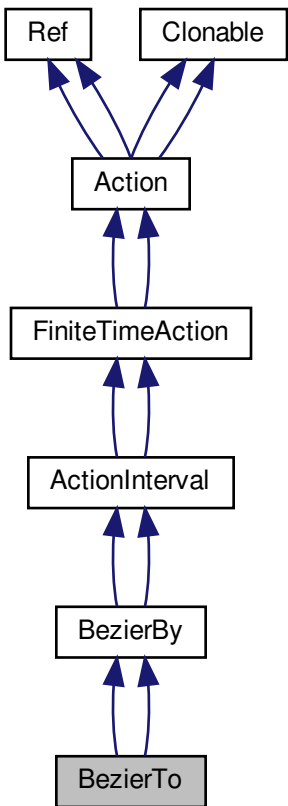 Ref
Clonable
Action
FiniteTimeAction
ActionInterval
BezierBy
BezierTo